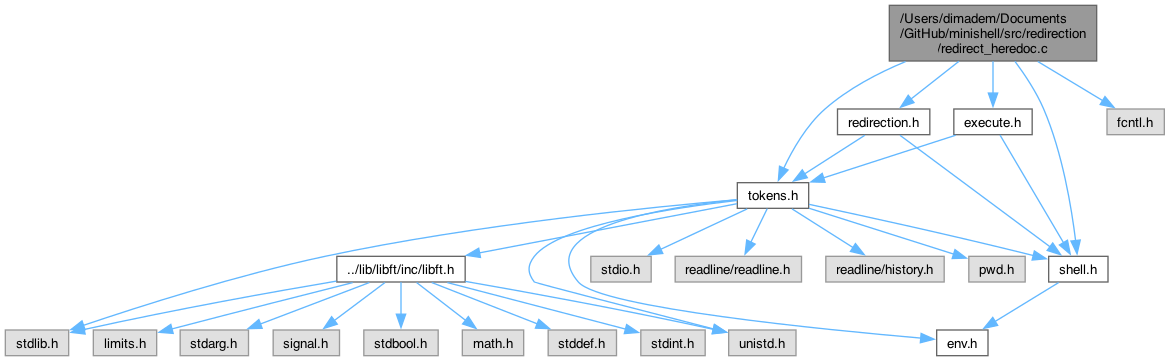 /Users/dimadem/Documents
/GitHub/minishell/src/redirection
/redirect_heredoc.c
redirection.h
execute.h
fcntl.h
tokens.h
../lib/libft/inc/libft.h
stdio.h
readline/readline.h
readline/history.h
pwd.h
shell.h
stdlib.h
limits.h
stdarg.h
signal.h
stdbool.h
math.h
stddef.h
stdint.h
unistd.h
env.h